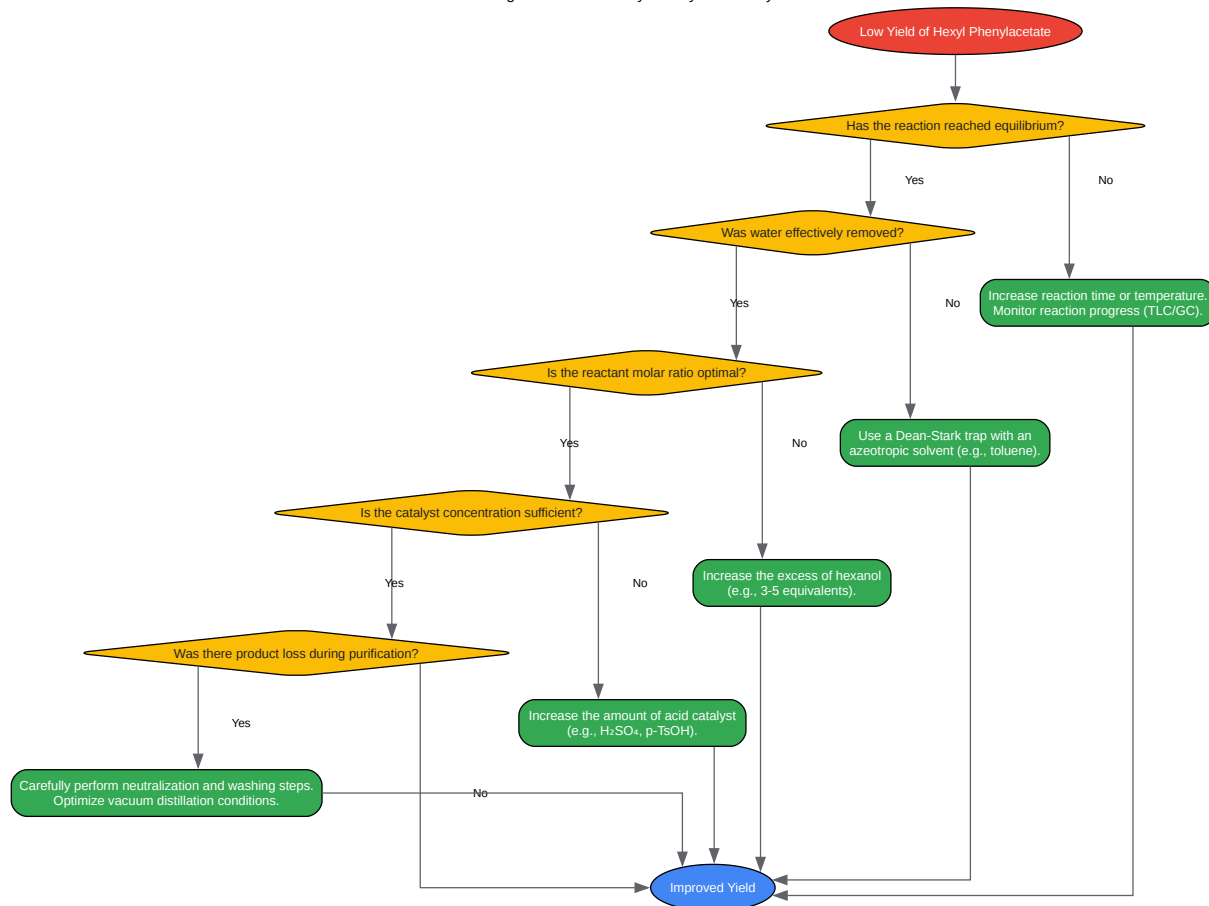 Low Yield of Hexyl Phenylacetate
Has the reaction reached equilibrium?
Yes
No
Was water effectively removed?
Increase reaction time or temperature.
Monitor reaction progress (TLC/GC).
Yes
No
Is the reactant molar ratio optimal?
Use a Dean-Stark trap with an
azeotropic solvent (e.g., toluene).
Yes
No
Is the catalyst concentration sufficient?
Increase the excess of hexanol
(e.g., 3-5 equivalents).
Yes
No
Was there product loss during purification?
Increase the amount of acid catalyst
(e.g., H₂SO₄, p-TsOH).
Yes
Carefully perform neutralization and washing steps.
Optimize vacuum distillation conditions.
No
Improved Yield